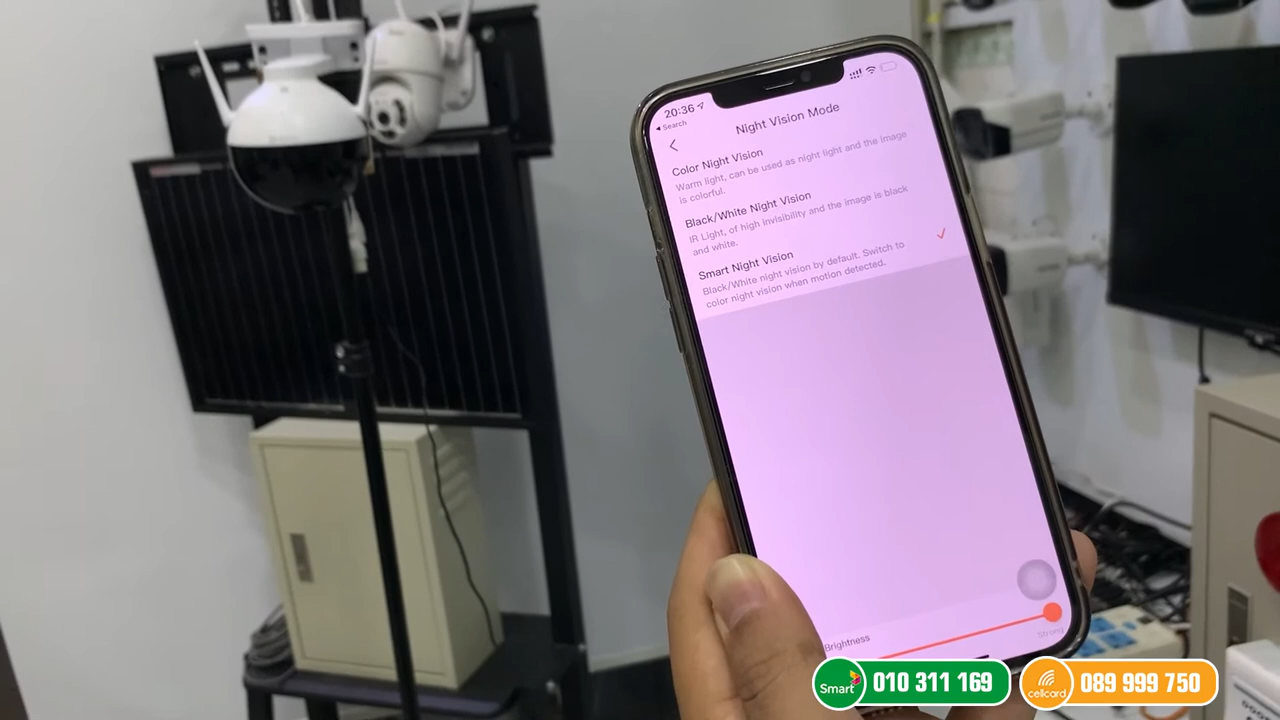 20:36
Search
Night Vision Mode
Color Night Vision
Warm light, can be used as night light and the image
is colorful.
Black/White Night Vision
IR Light, of high invisibility and the image is black
and white.
Smart Night Vision
Black/White night vision by default. Switch to
color night vision when motion detected.
Brightness
Strong
Smart 010 311 169
cellcard 089 999 750